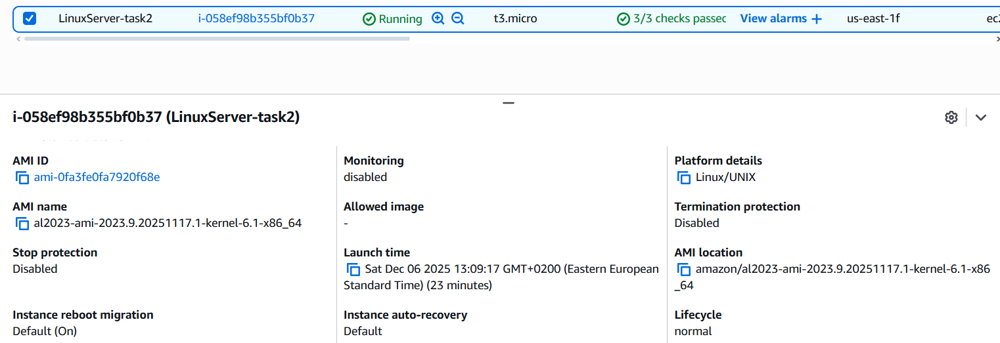 LinuxServer-task2 i-058ef98b355bf0b37 Running t3.micro 3/3 checks passed View alarms + us-east-1f ec2
i-058ef98b355bf0b37 (LinuxServer-task2)
AMI ID
ami-0fa3fe0fa7920f68e
AMI name
al2023-ami-2023.9.20251117.1-kernel-6.1-x86_64
Stop protection
Disabled
Instance reboot migration
Default (On)
Monitoring
disabled
Allowed image
-
Launch time
Sat Dec 06 2025 13:09:17 GMT+0200 (Eastern European
Standard Time) (23 minutes)
Instance auto-recovery
Default
Platform details
Linux/UNIX
Termination protection
Disabled
AMI location
amazon/al2023-ami-2023.9.20251117.1-kernel-6.1-x86
_64
Lifecycle
normal